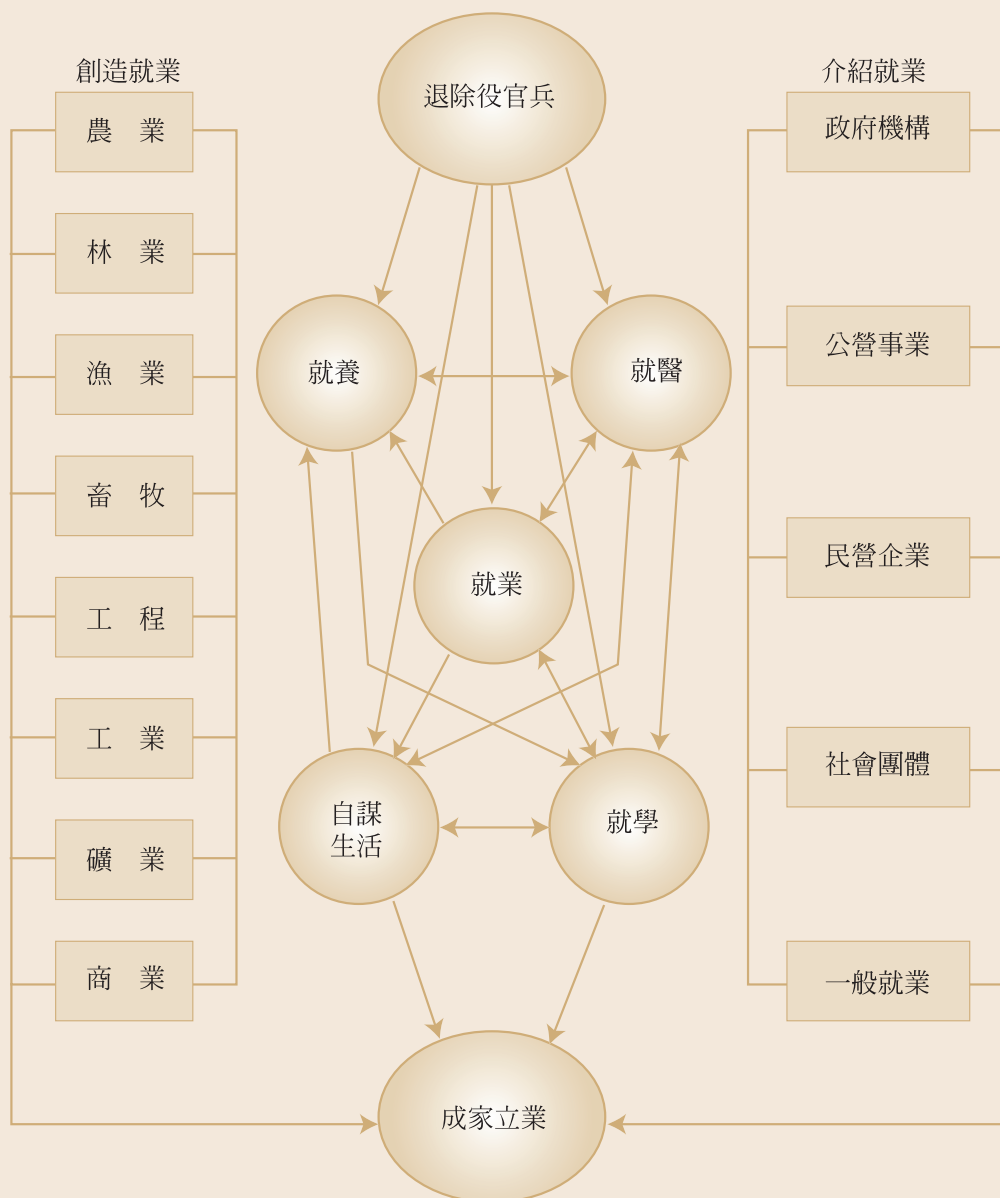 退除役官兵
創造就業
農 業
林 業
漁 業
畜 牧
工 程
工 業
礦 業
商 業
就養
就醫
就業
自謀
生活
就學
成家立業
介紹就業
政府機構
公營事業
民營企業
社會團體
一般就業